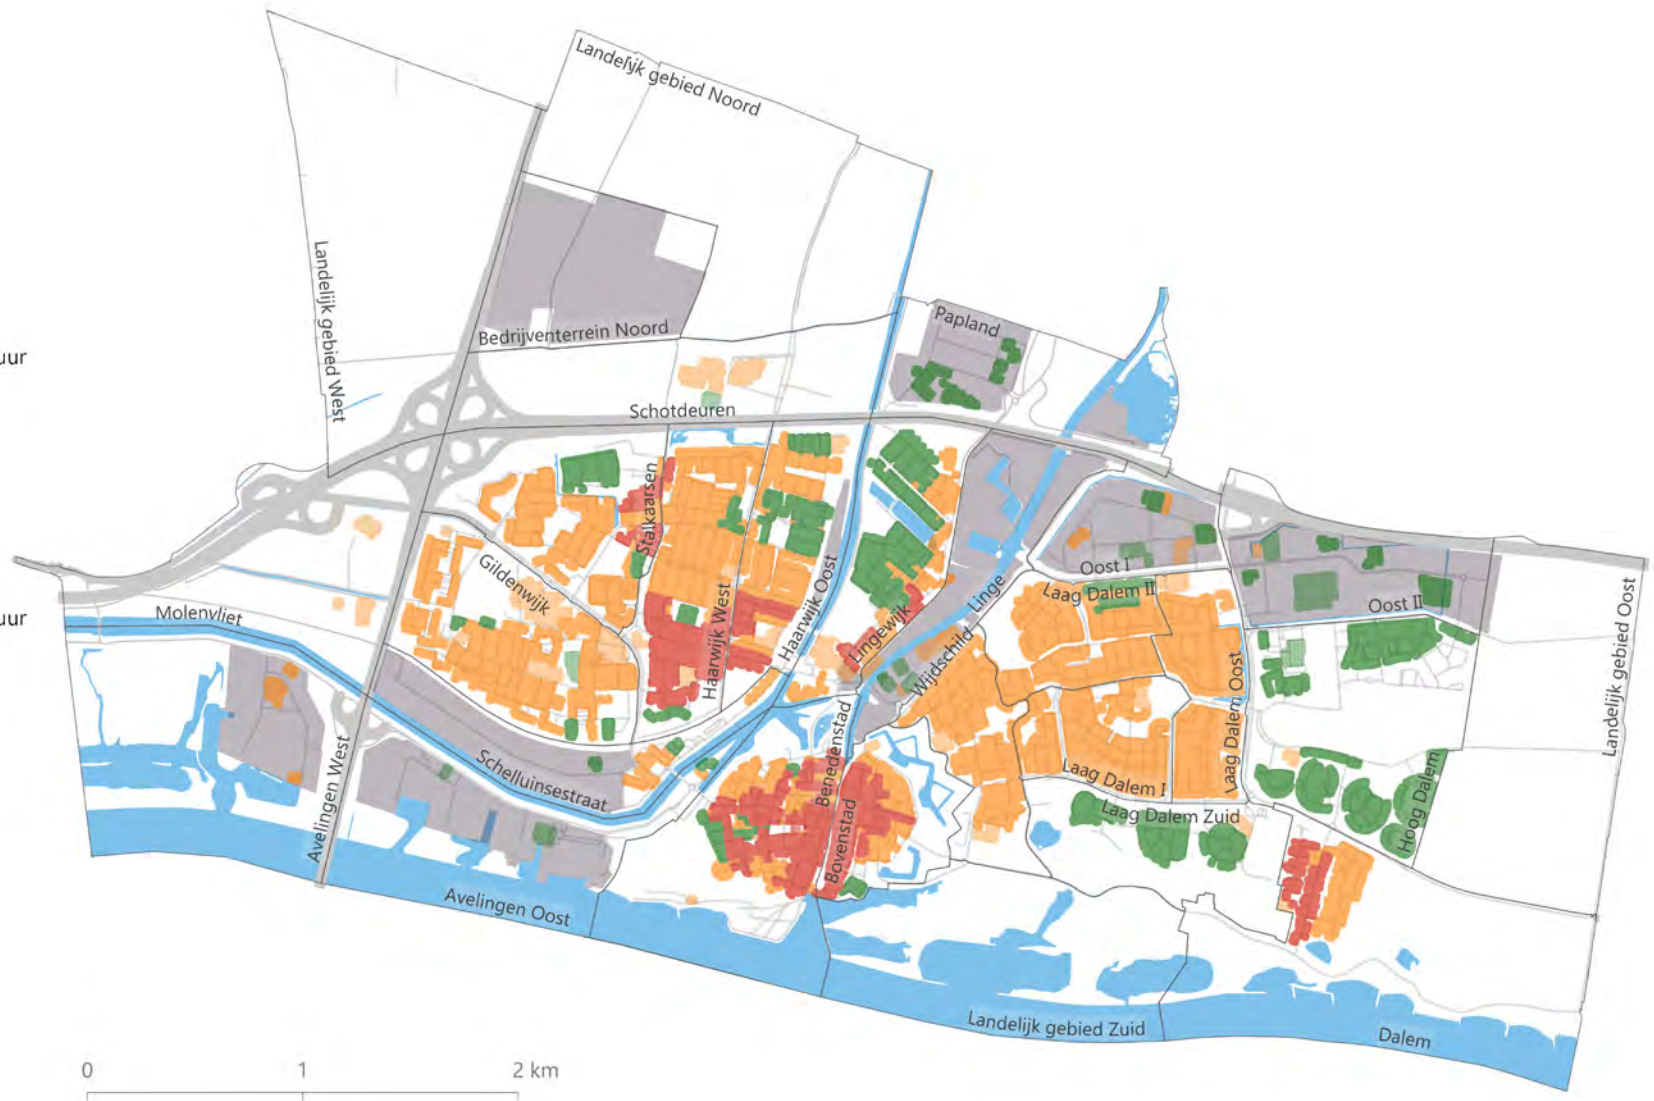 Landelijk gebied Noord
Landelijk gebied West
Papland
Bedrijventerrein Noord
uur
Schotdeuren
Stalkaarsen
Gildenwijk
Oost I
Laag Dalem II
Oost II
Landelijk gebied Oost
Molenvliet
uur
Haarwijk West
Haarwijk Oost
Lingewijk
Linge
Wijdschild
Laag Dalem Oost
Avelingen West
Schelluinsestraat
Benedenstad
Bovenstad
Laag Dalem I
Laag Dalem Zuid
Hoog Dalem
Avelingen Oost
Landelijk gebied Zuid
Dalem
0 1 2 km